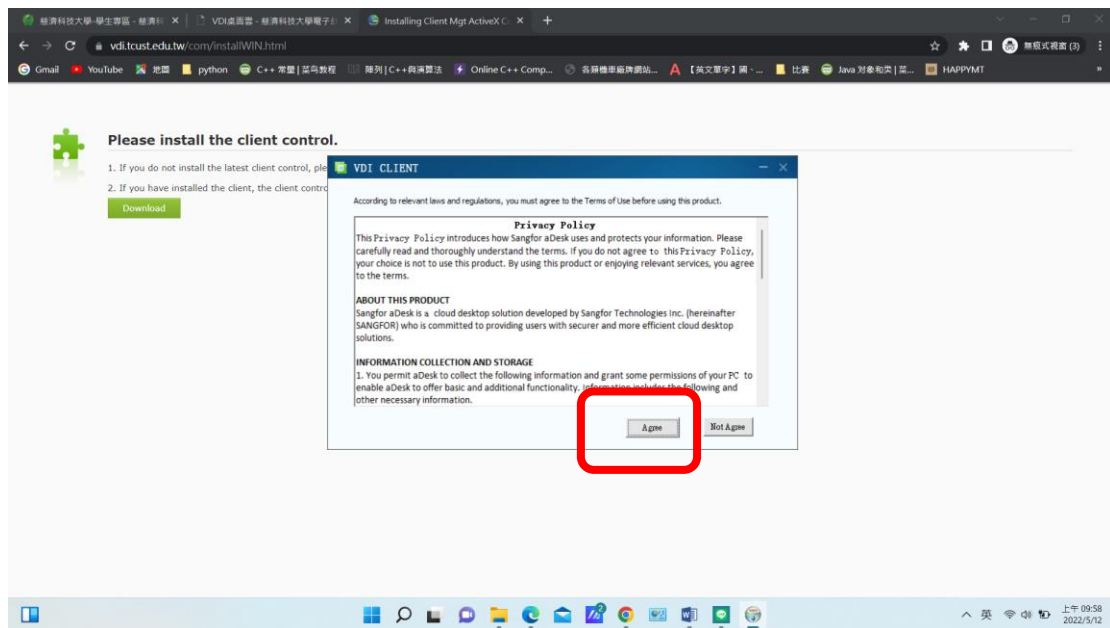 慈濟科技大學-學生專區 - 慈濟科
VDI桌面雲 - 慈濟科技大學電子
Installing Client Mgt ActiveX C
vdi.tcust.edu.tw/com/installWIN.html
無痕式視窗 (3)
Gmail
YouTube
地圖
python
C++ 常量 | 菜鸟教程
陣列 | C++與演算法
Online C++ Comp...
各類機車廠牌網站...
【英文單字】國、...
比賽
Java 对象和类 | 菜...
HAPPYMT
»
Please install the client control.
1. If you do not install the latest client control, ple
2. If you have installed the client, the client contro
Download
VDI CLIENT
According to relevant laws and regulations, you must agree to the Terms of Use before using this product.
Privacy Policy
This Privacy Policy introduces how Sangfor aDesk uses and protects your information. Please
carefully read and thoroughly understand the terms. If you do not agree to this Privacy Policy,
your choice is not to use this product. By using this product or enjoying relevant services, you agree
to the terms.
ABOUT THIS PRODUCT
Sangfor aDesk is a cloud desktop solution developed by Sangfor Technologies Inc. (hereinafter
SANGFOR) who is committed to providing users with securer and more efficient cloud desktop
solutions.
INFORMATION COLLECTION AND STORAGE
1. You permit aDesk to collect the following information and grant some permissions of your PC to
enable aDesk to offer basic and additional functionality. Information includes the following and
other necessary information.
Agree
Not Agree
英
上午 09:58
2022/5/12